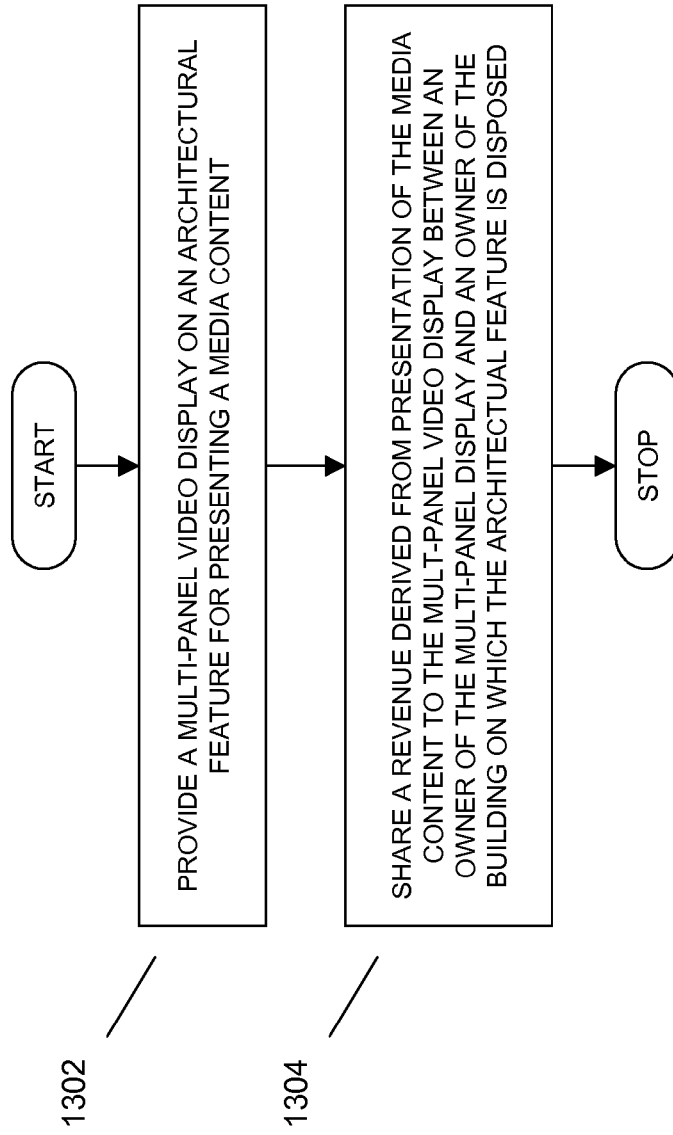 START
1302
PROVIDE A MULTI-PANEL VIDEO DISPLAY ON AN ARCHITECTURAL
FEATURE FOR PRESENTING A MEDIA CONTENT
1304
SHARE A REVENUE DERIVED FROM PRESENTATION OF THE MEDIA
CONTENT TO THE MULT-PANEL VIDEO DISPLAY BETWEEN AN
OWNER OF THE MULTI-PANEL DISPLAY AND AN OWNER OF THE
BUILDING ON WHICH THE ARCHITECTUAL FEATURE IS DISPOSED
STOP